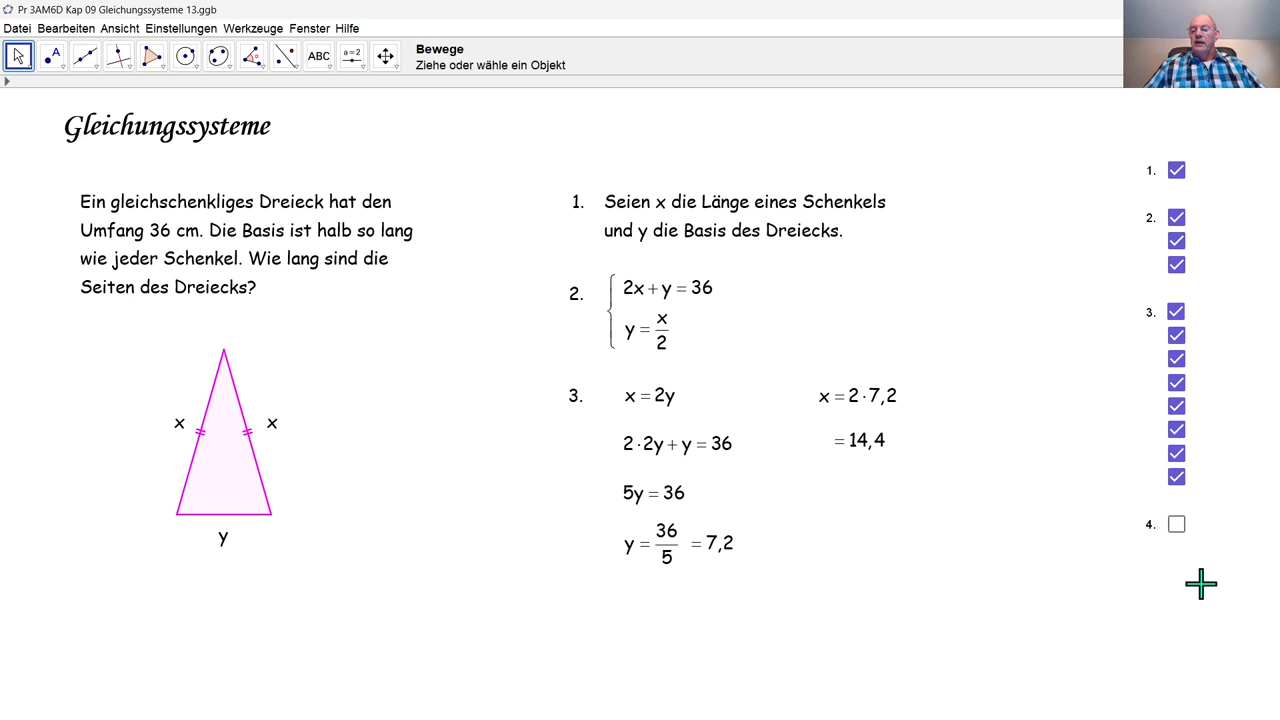 Pr 3AM6D Kap 09 Gleichungssysteme 13.ggb
Datei Bearbeiten Ansicht Einstellungen Werkzeuge Fenster Hilfe
A
ABC
a=2
Bewege
Ziehe oder wähle ein Objekt
Gleichungssysteme
Ein gleichschenkliges Dreieck hat den
Umfang 36 cm. Die Basis ist halb so lang
wie jeder Schenkel. Wie lang sind die
Seiten des Dreiecks?
x
x
y
1. Seien x die Länge eines Schenkels
und y die Basis des Dreiecks.
2. 2x + y = 36
y = x/2
3. x = 2y
2 · 2y + y = 36
5y = 36
y = 36/5 = 7,2
x = 2 · 7,2
= 14,4
1.
2.
3.
4.